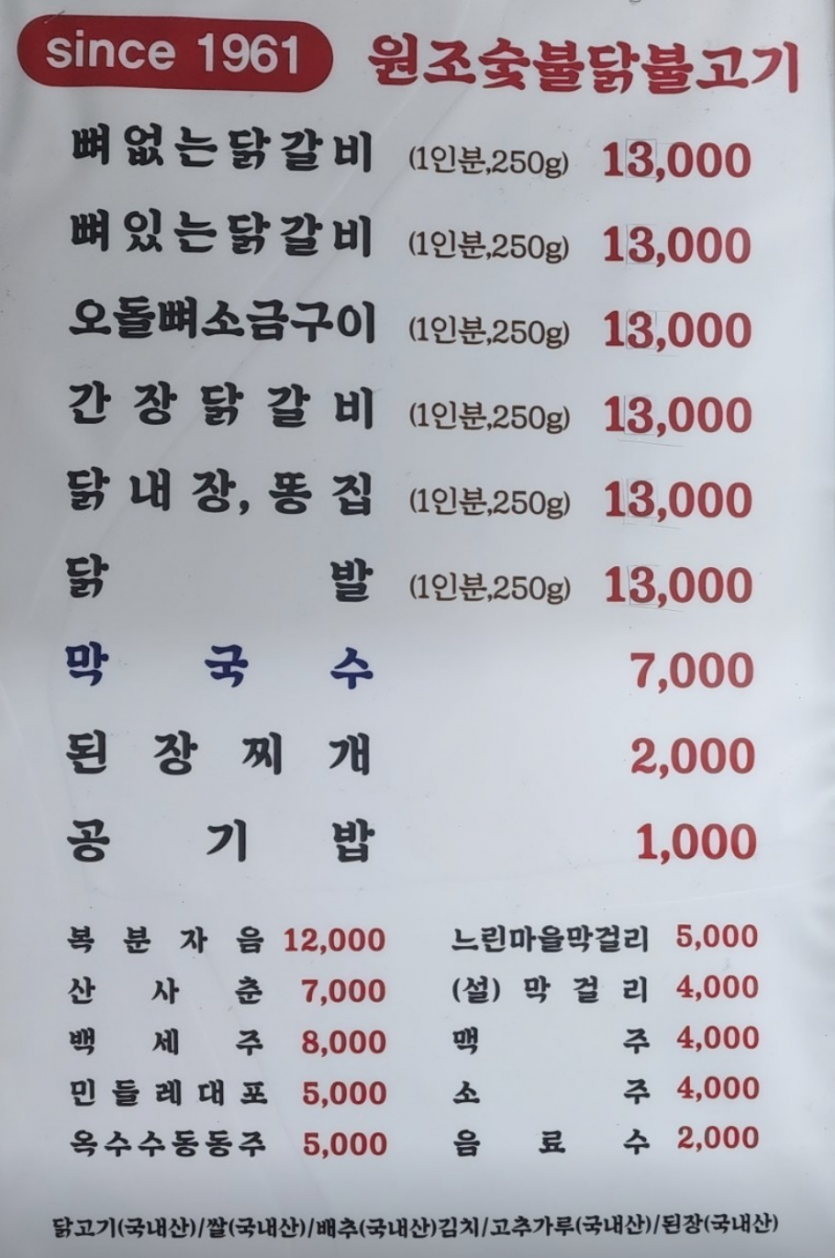 since 1961 원조숯불닭불고기
뼈없는닭갈비 (1인분,250g) 13,000
뼈있는닭갈비 (1인분,250g) 13,000
오돌뼈소금구이 (1인분,250g) 13,000
간장닭갈비 (1인분,250g) 13,000
닭내장, 똥집 (1인분,250g) 13,000
닭발 (1인분,250g) 13,000
막국수 7,000
된장찌개 2,000
공기밥 1,000
복분자음 12,000 느린마을막걸리 5,000
산사춘 7,000 (설)막걸리 4,000
백세주 8,000 맥주 4,000
민들레대포 5,000 소주 4,000
옥수수동동주 5,000 음료수 2,000
닭고기(국내산)/쌀(국내산)/배추(국내산)김치/고추가루(국내산)/된장(국내산)